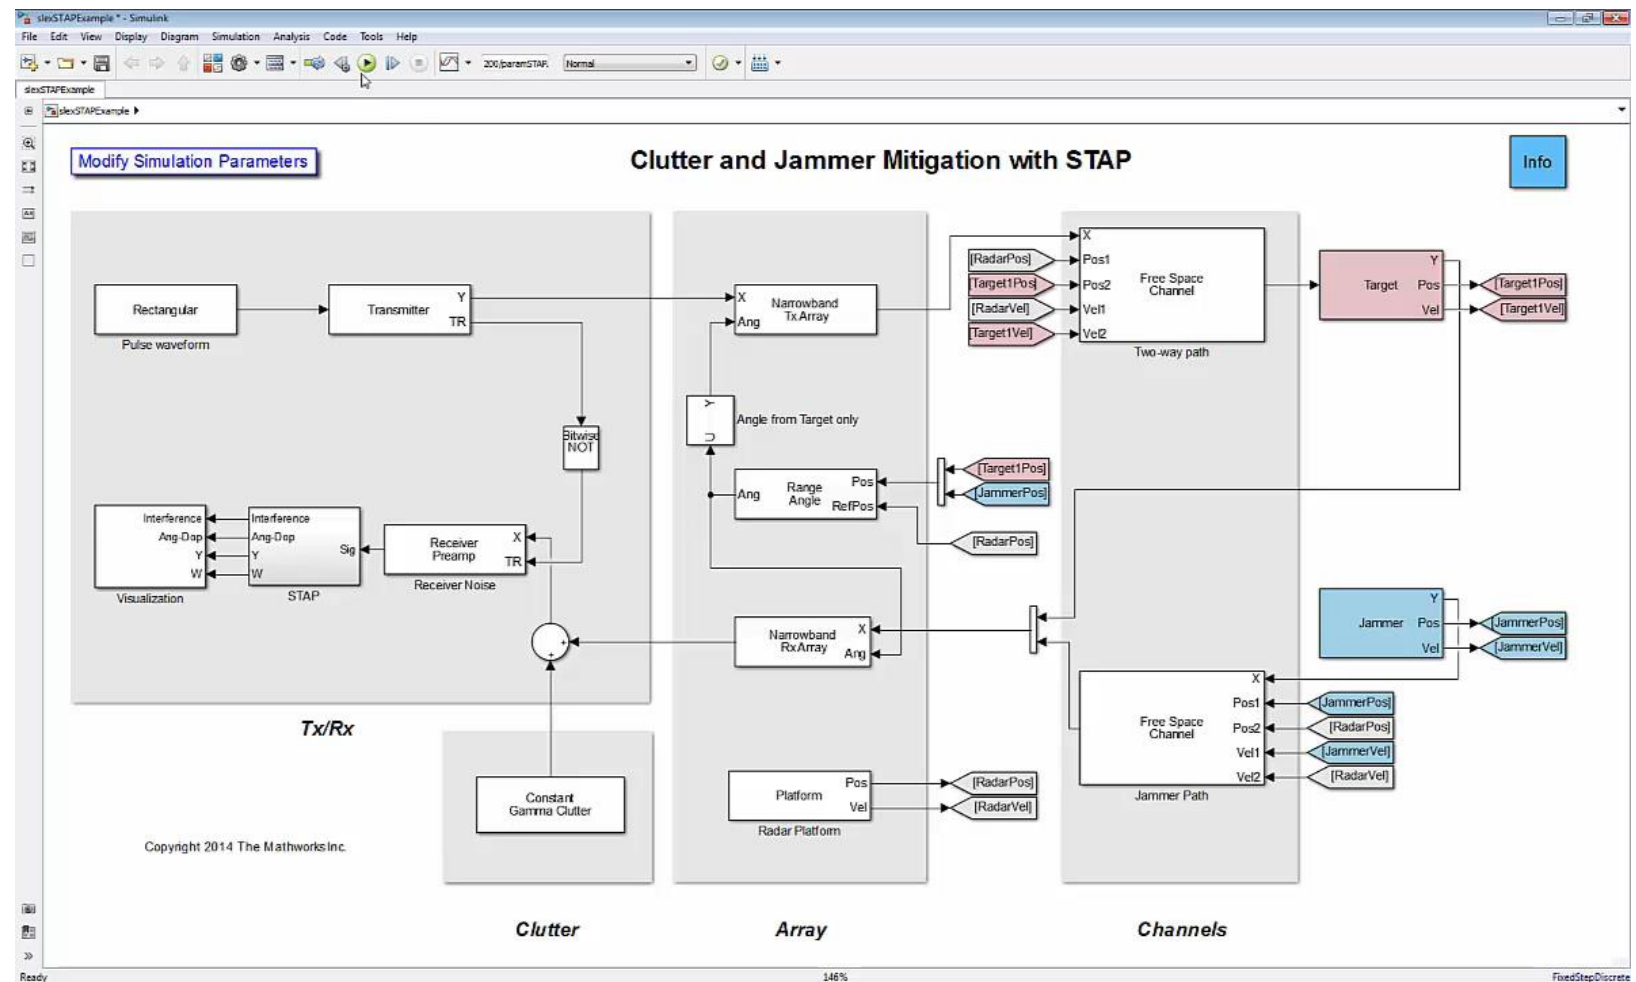 slexSTAPExample * - Simulink
File Edit View Display Diagram Simulation Analysis Code Tools Help
200/paramSTAP. Normal
slexSTAPExample
slexSTAPExample
Modify Simulation Parameters
Clutter and Jammer Mitigation with STAP
Info
Rectangular
Pulse waveform
Transmitter
Y
TR
X
Ang
Narrowband
Tx Array
[RadarPos]
[Target1Pos]
[RadarVel]
[Target1Vel]
X
Pos1
Pos2
Vel1
Vel2
Free Space
Channel
Two-way path
Target
Y
Pos
Vel
[Target1Pos]
[Target1Vel]
Bitwise
NOT
U Y
Angle from Target only
Ang
Range
Angle
Pos
RefPos
[Target1Pos]
[JammerPos]
[RadarPos]
Interference
Ang-Dop
Y
W
Visualization
Interference
Ang-Dop
Y
W
Sig
STAP
Receiver
Preamp
X
TR
Receiver Noise
+
+
Narrowband
Rx Array
X
Ang
Jammer
Y
Pos
Vel
[JammerPos]
[JammerVel]
Free Space
Channel
X
Pos1
Pos2
Vel1
Vel2
Jammer Path
[JammerPos]
[RadarPos]
[JammerVel]
[RadarVel]
Tx/Rx
Constant
Gamma Clutter
Platform
Pos
Vel
Radar Platform
[RadarPos]
[RadarVel]
Copyright 2014 The Mathworks Inc.
Clutter
Array
Channels
Ready
146%
FixedStepDiscrete